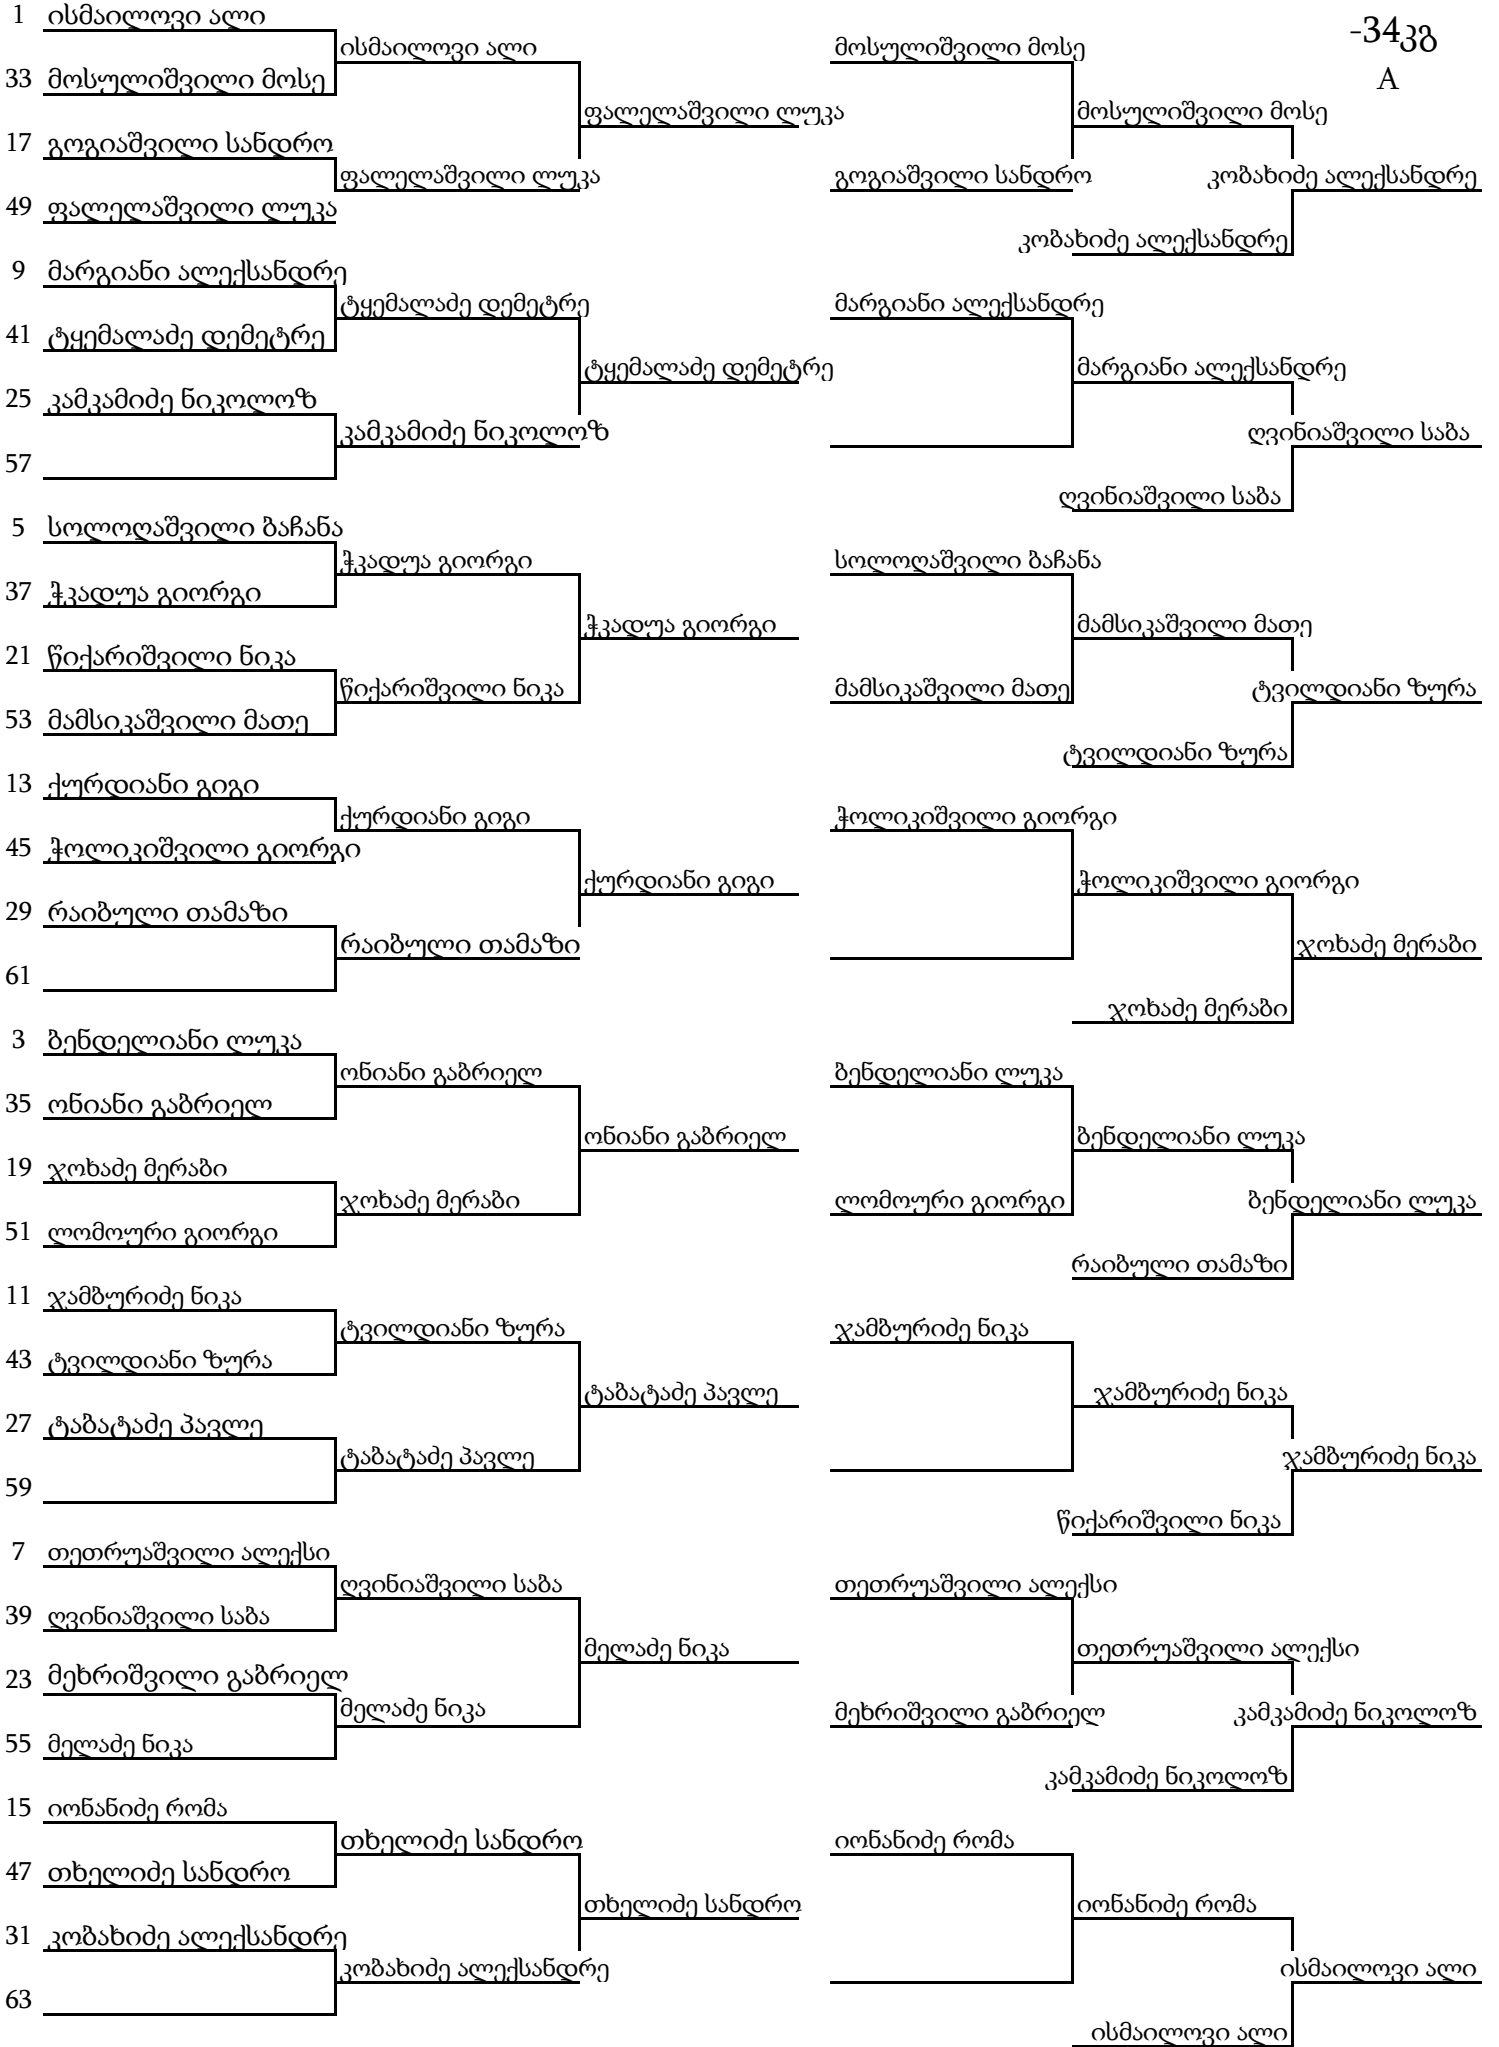 -34კგ
A
1 ისმაილოვი ალი
ისმაილოვი ალი
33 მოსულიშვილი მოსე
ფალელაშვილი ლუკა
17 გოგიაშვილი სანდრო
ფალელაშვილი ლუკა
49 ფალელაშვილი ლუკა
9 მარგიანი ალექსანდრე
ტყემალაძე დემეტრე
41 ტყემალაძე დემეტრე
ტყემალაძე დემეტრე
25 კამკამიძე ნიკოლოზ
კამკამიძე ნიკოლოზ
57
5 სოლოღაშვილი ბაჩანა
ჭკადუა გიორგი
37 ჭკადუა გიორგი
ჭკადუა გიორგი
21 წიქარიშვილი ნიკა
წიქარიშვილი ნიკა
53 მამსიკაშვილი მათე
13 ქურდიანი გიგი
ქურდიანი გიგი
45 ჭოლიკიშვილი გიორგი
ქურდიანი გიგი
29 რაიბული თამაზი
რაიბული თამაზი
61
3 ბენდელიანი ლუკა
ონიანი გაბრიელ
35 ონიანი გაბრიელ
ონიანი გაბრიელ
19 ჯოხაძე მერაბი
ჯოხაძე მერაბი
51 ლომოური გიორგი
11 ჯამბურიძე ნიკა
ტვილდიანი ზურა
43 ტვილდიანი ზურა
ტაბატაძე პავლე
27 ტაბატაძე პავლე
ტაბატაძე პავლე
59
7 თეთრუაშვილი ალექსი
ღვინიაშვილი საბა
39 ღვინიაშვილი საბა
მელაძე ნიკა
23 მეხრიშვილი გაბრიელ
მელაძე ნიკა
55 მელაძე ნიკა
15 იონანიძე რომა
თხელიძე სანდრო
47 თხელიძე სანდრო
თხელიძე სანდრო
31 კობახიძე ალექსანდრე
კობახიძე ალექსანდრე
63
მოსულიშვილი მოსე
მოსულიშვილი მოსე
გოგიაშვილი სანდრო
კობახიძე ალექსანდრე
კობახიძე ალექსანდრე
მარგიანი ალექსანდრე
მარგიანი ალექსანდრე
ღვინიაშვილი საბა
ღვინიაშვილი საბა
სოლოღაშვილი ბაჩანა
მამსიკაშვილი მათე
მამსიკაშვილი მათე
ტვილდიანი ზურა
ტვილდიანი ზურა
ჭოლიკიშვილი გიორგი
ჭოლიკიშვილი გიორგი
ჯოხაძე მერაბი
ჯოხაძე მერაბი
ბენდელიანი ლუკა
ბენდელიანი ლუკა
ლომოური გიორგი
ბენდელიანი ლუკა
რაიბული თამაზი
ჯამბურიძე ნიკა
ჯამბურიძე ნიკა
ჯამბურიძე ნიკა
წიქარიშვილი ნიკა
თეთრუაშვილი ალექსი
თეთრუაშვილი ალექსი
მეხრიშვილი გაბრიელ
კამკამიძე ნიკოლოზ
კამკამიძე ნიკოლოზ
იონანიძე რომა
იონანიძე რომა
ისმაილოვი ალი
ისმაილოვი ალი